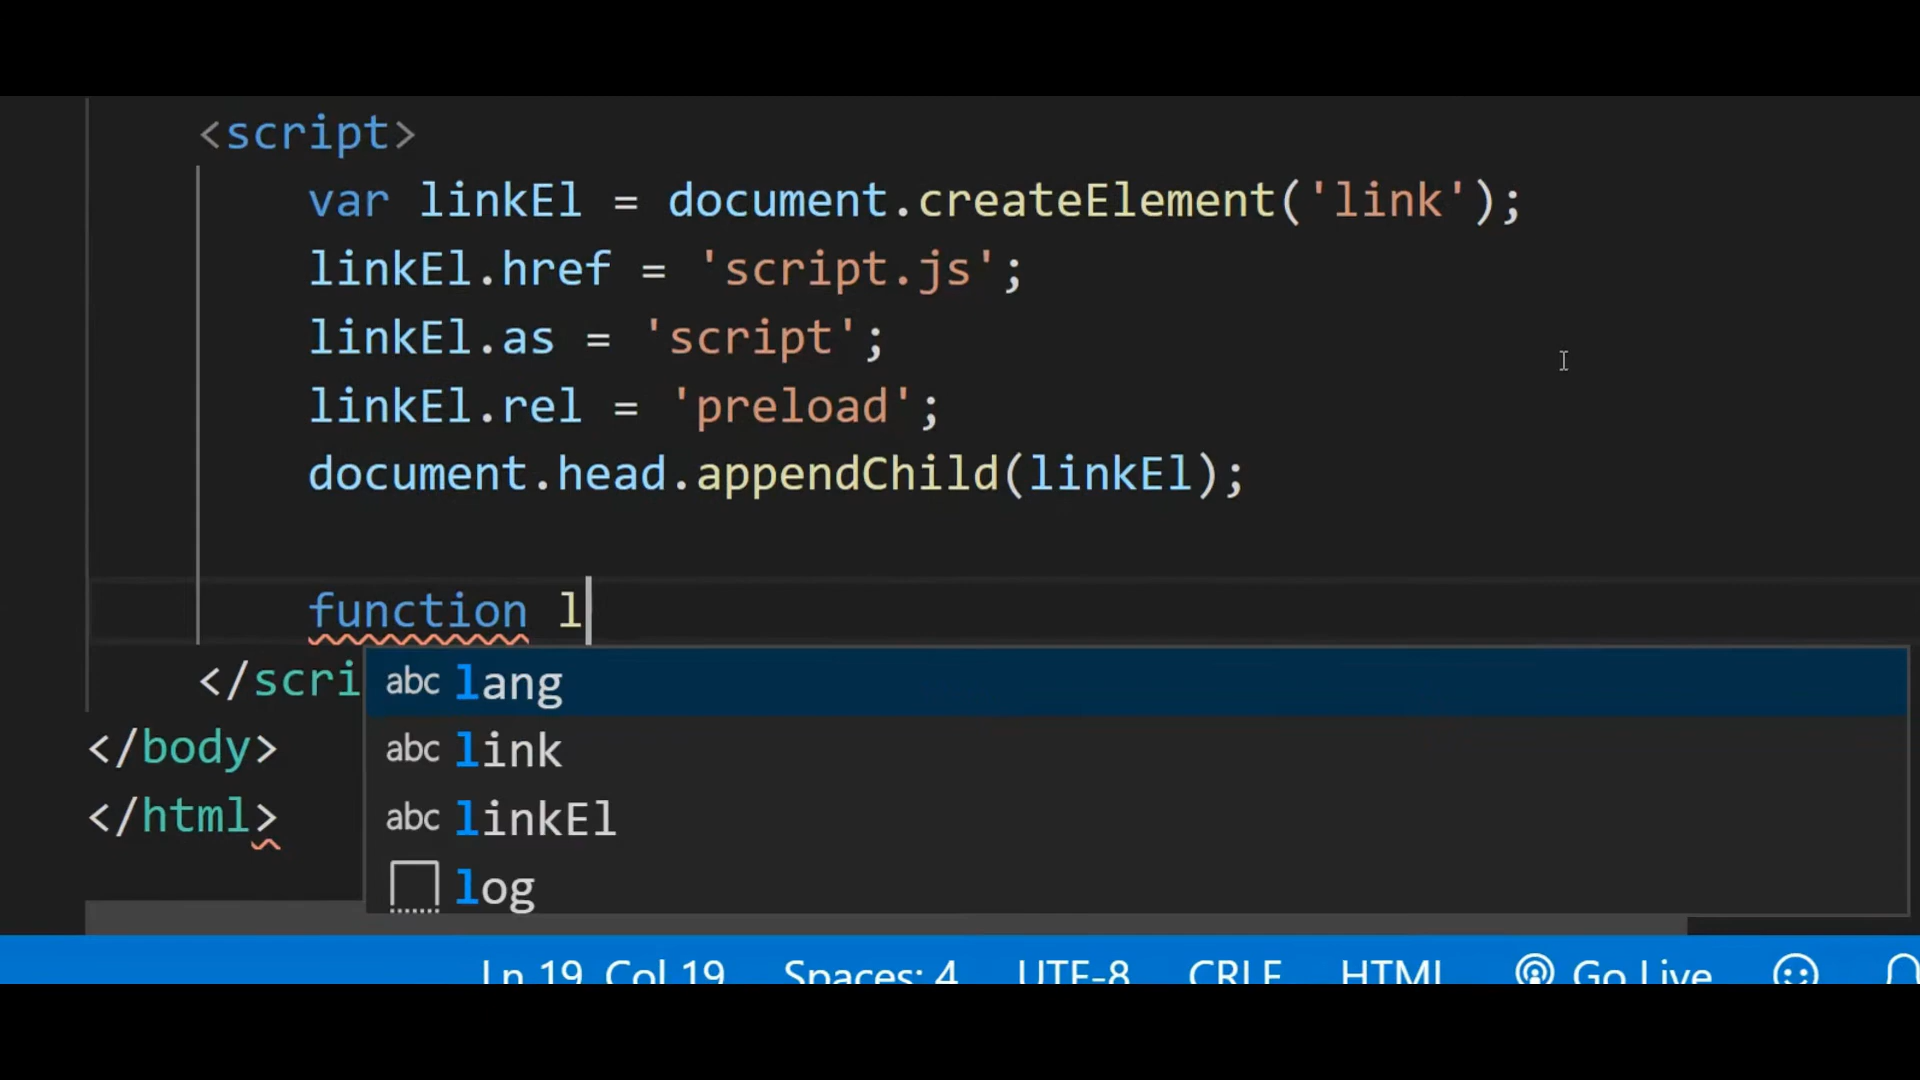 <script>
var linkEl = document.createElement('link');
linkEl.href = 'script.js';
linkEl.as = 'script';
linkEl.rel = 'preload';
document.head.appendChild(linkEl);
function l
</scri
abc lang
abc link
abc linkEl
log
</body>
</html>
Ln 19, Col 19 Spaces: 4 UTF-8 CRLF HTML Go Live